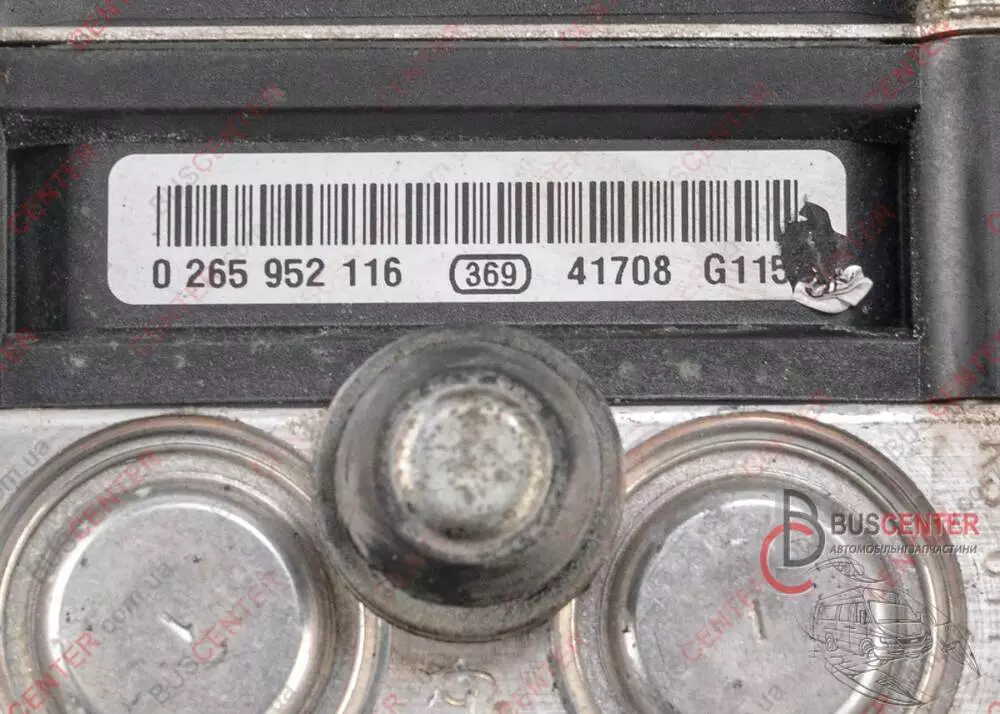 0 265 952 116 369 41708 G115
BUSCENTER
АВТОМОБІЛЬНІ ЗАПЧАСТИНИ